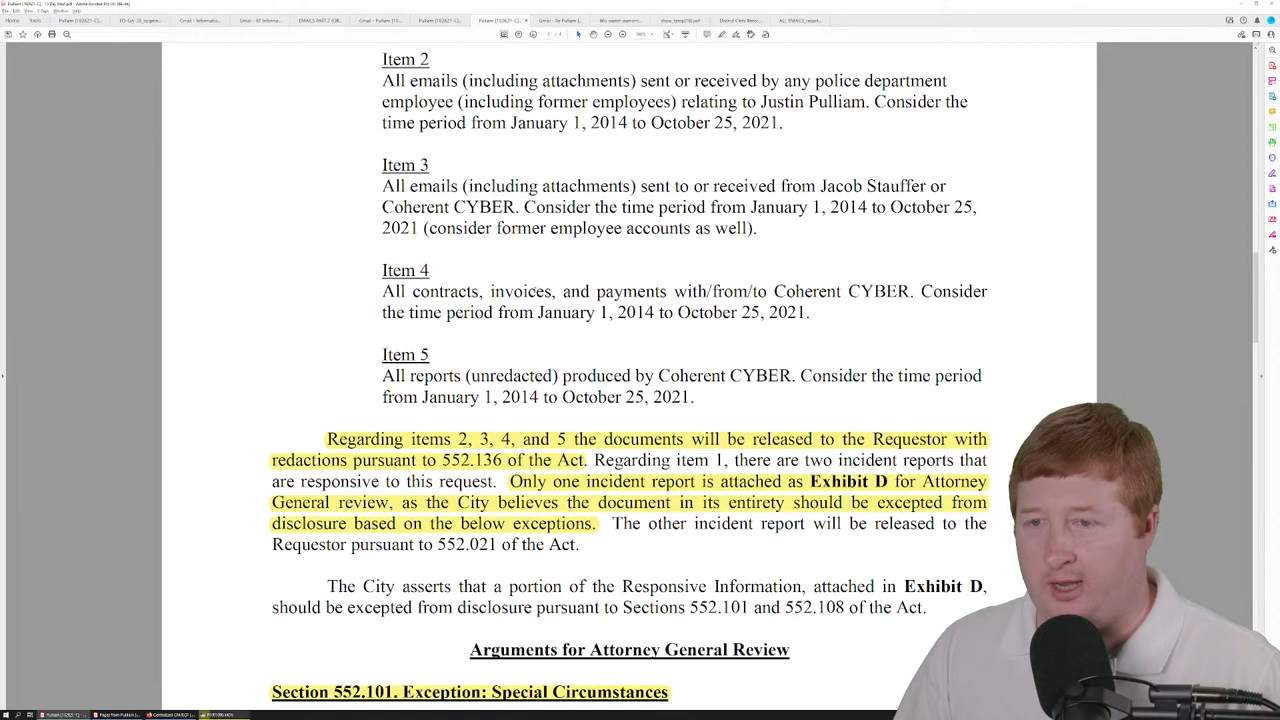 Home Tools
Item 2
All emails (including attachments) sent or received by any police department
employee (including former employees) relating to Justin Pulliam. Consider the
time period from January 1, 2014 to October 25, 2021.
Item 3
All emails (including attachments) sent to or received from Jacob Stauffer or
Coherent CYBER. Consider the time period from January 1, 2014 to October 25,
2021 (consider former employee accounts as well).
Item 4
All contracts, invoices, and payments with/from/to Coherent CYBER. Consider
the time period from January 1, 2014 to October 25, 2021.
Item 5
All reports (unredacted) produced by Coherent CYBER. Consider the time period
from January 1, 2014 to October 25, 2021.
Regarding items 2, 3, 4, and 5 the documents will be released to the Requestor with
redactions pursuant to 552.136 of the Act. Regarding item 1, there are two incident reports that
are responsive to this request. Only one incident report is attached as Exhibit D for Attorney
General review, as the City believes the document in its entirety should be excepted from
disclosure based on the below exceptions. The other incident report will be released to the
Requestor pursuant to 552.021 of the Act.
The City asserts that a portion of the Responsive Information, attached in Exhibit D,
should be excepted from disclosure pursuant to Sections 552.101 and 552.108 of the Act.
Arguments for Attorney General Review
Section 552.101. Exception: Special Circumstances